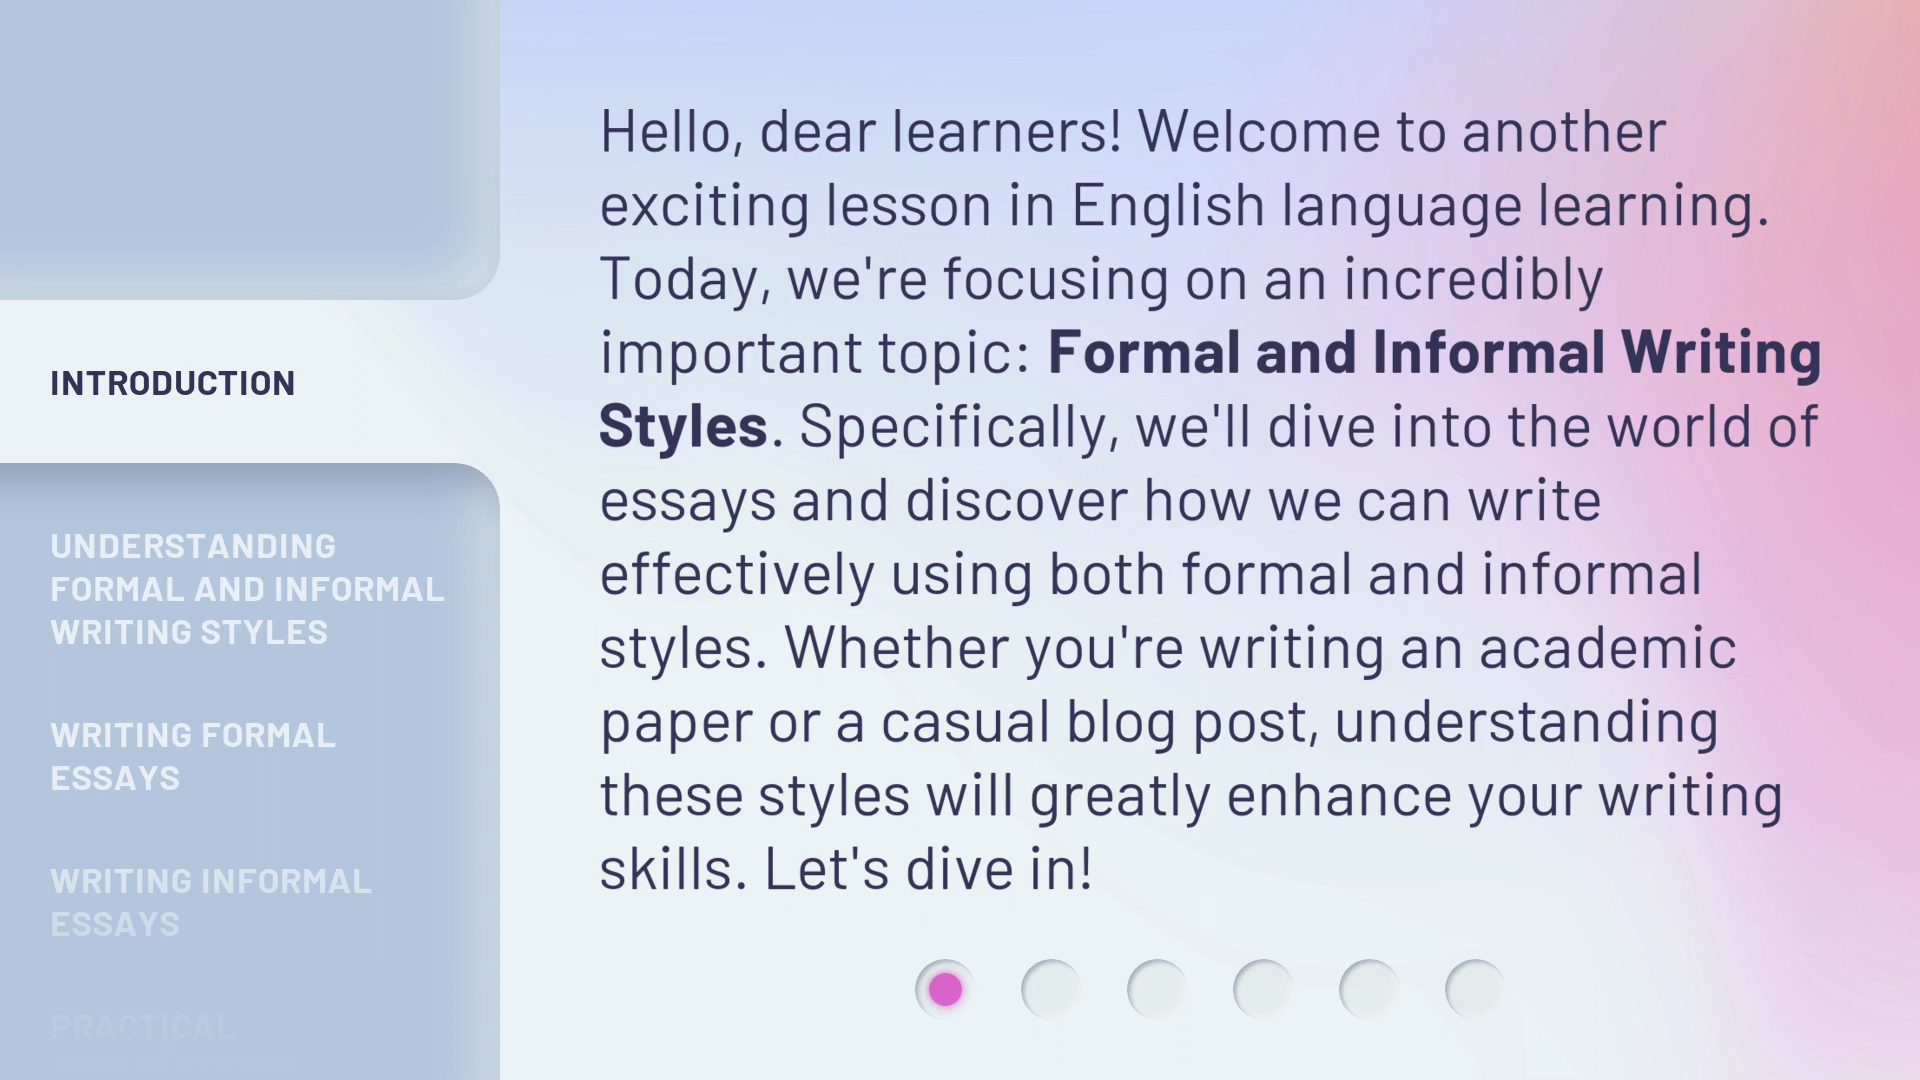 INTRODUCTION
UNDERSTANDING
FORMAL AND INFORMAL
WRITING STYLES
WRITING FORMAL
ESSAYS
WRITING INFORMAL
ESSAYS
PRACTICAL
Hello, dear learners! Welcome to another
exciting lesson in English language learning.
Today, we're focusing on an incredibly
important topic: Formal and Informal Writing
Styles. Specifically, we'll dive into the world of
essays and discover how we can write
effectively using both formal and informal
styles. Whether you're writing an academic
paper or a casual blog post, understanding
these styles will greatly enhance your writing
skills. Let's dive in!